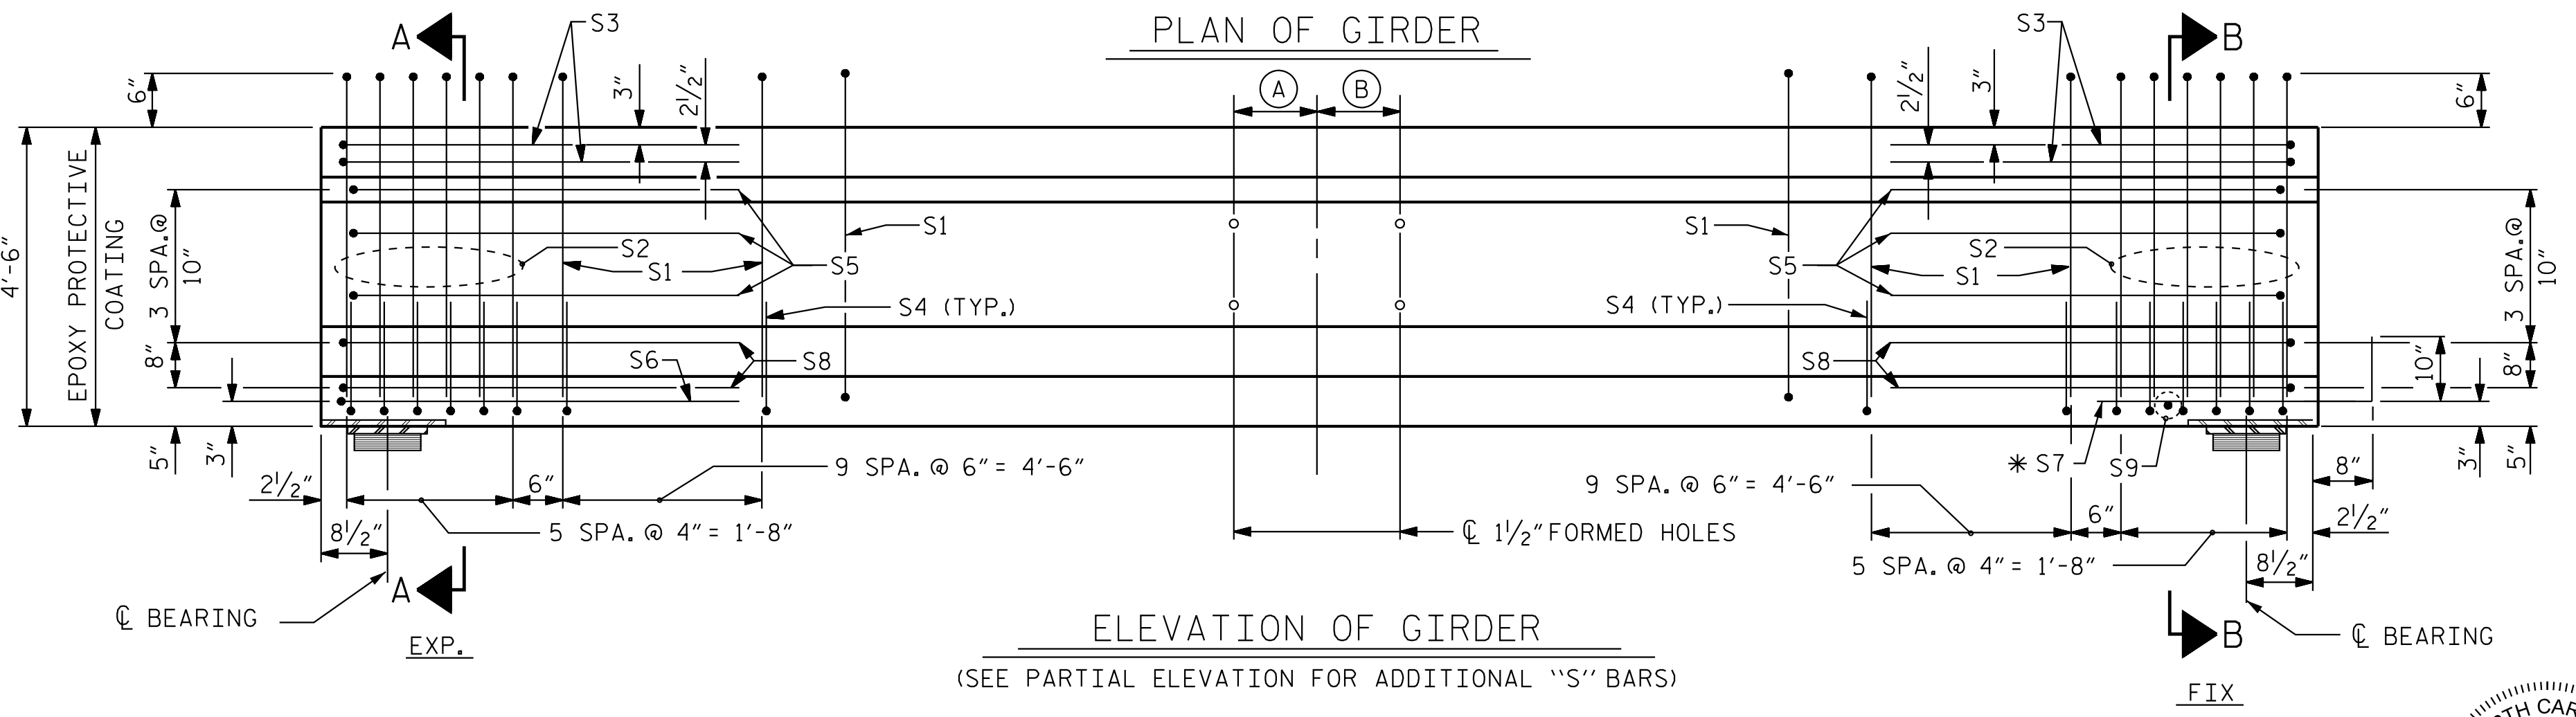 PLAN OF GIRDER
A
S3
S3
B
6"
3"
2½"
A
B
2½"
3"
6"
4'-6"
EPOXY PROTECTIVE
COATING
3 SPA.@
10"
8"
5"
3"
S2
S1
S5
S1
S4 (TYP.)
S6
S8
S1
S5
S2
S1
S4 (TYP.)
S8
3 SPA.@
10"
8"
10"
3"
5"
* S7
S9
8"
2½"
6"
9 SPA. @ 6" = 4'-6"
8½"
5 SPA. @ 4" = 1'-8"
9 SPA. @ 6" = 4'-6"
℄ 1½" FORMED HOLES
6"
2½"
5 SPA. @ 4" = 1'-8"
8½"
℄ BEARING
A
EXP.
ELEVATION OF GIRDER
(SEE PARTIAL ELEVATION FOR ADDITIONAL "S" BARS)
B
℄ BEARING
FIX